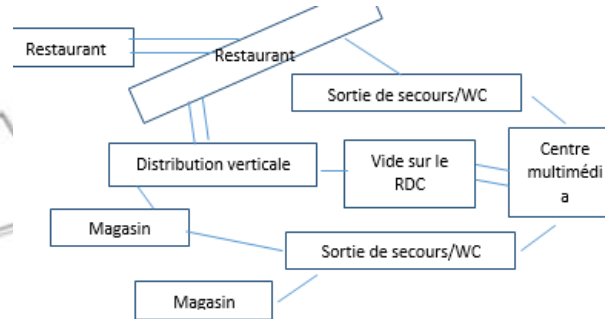 Restaurant
Restaurant
Sortie de secours/WC
Distribution verticale
Vide sur le
RDC
Centre
multimédi
a
Magasin
Sortie de secours/WC
Magasin